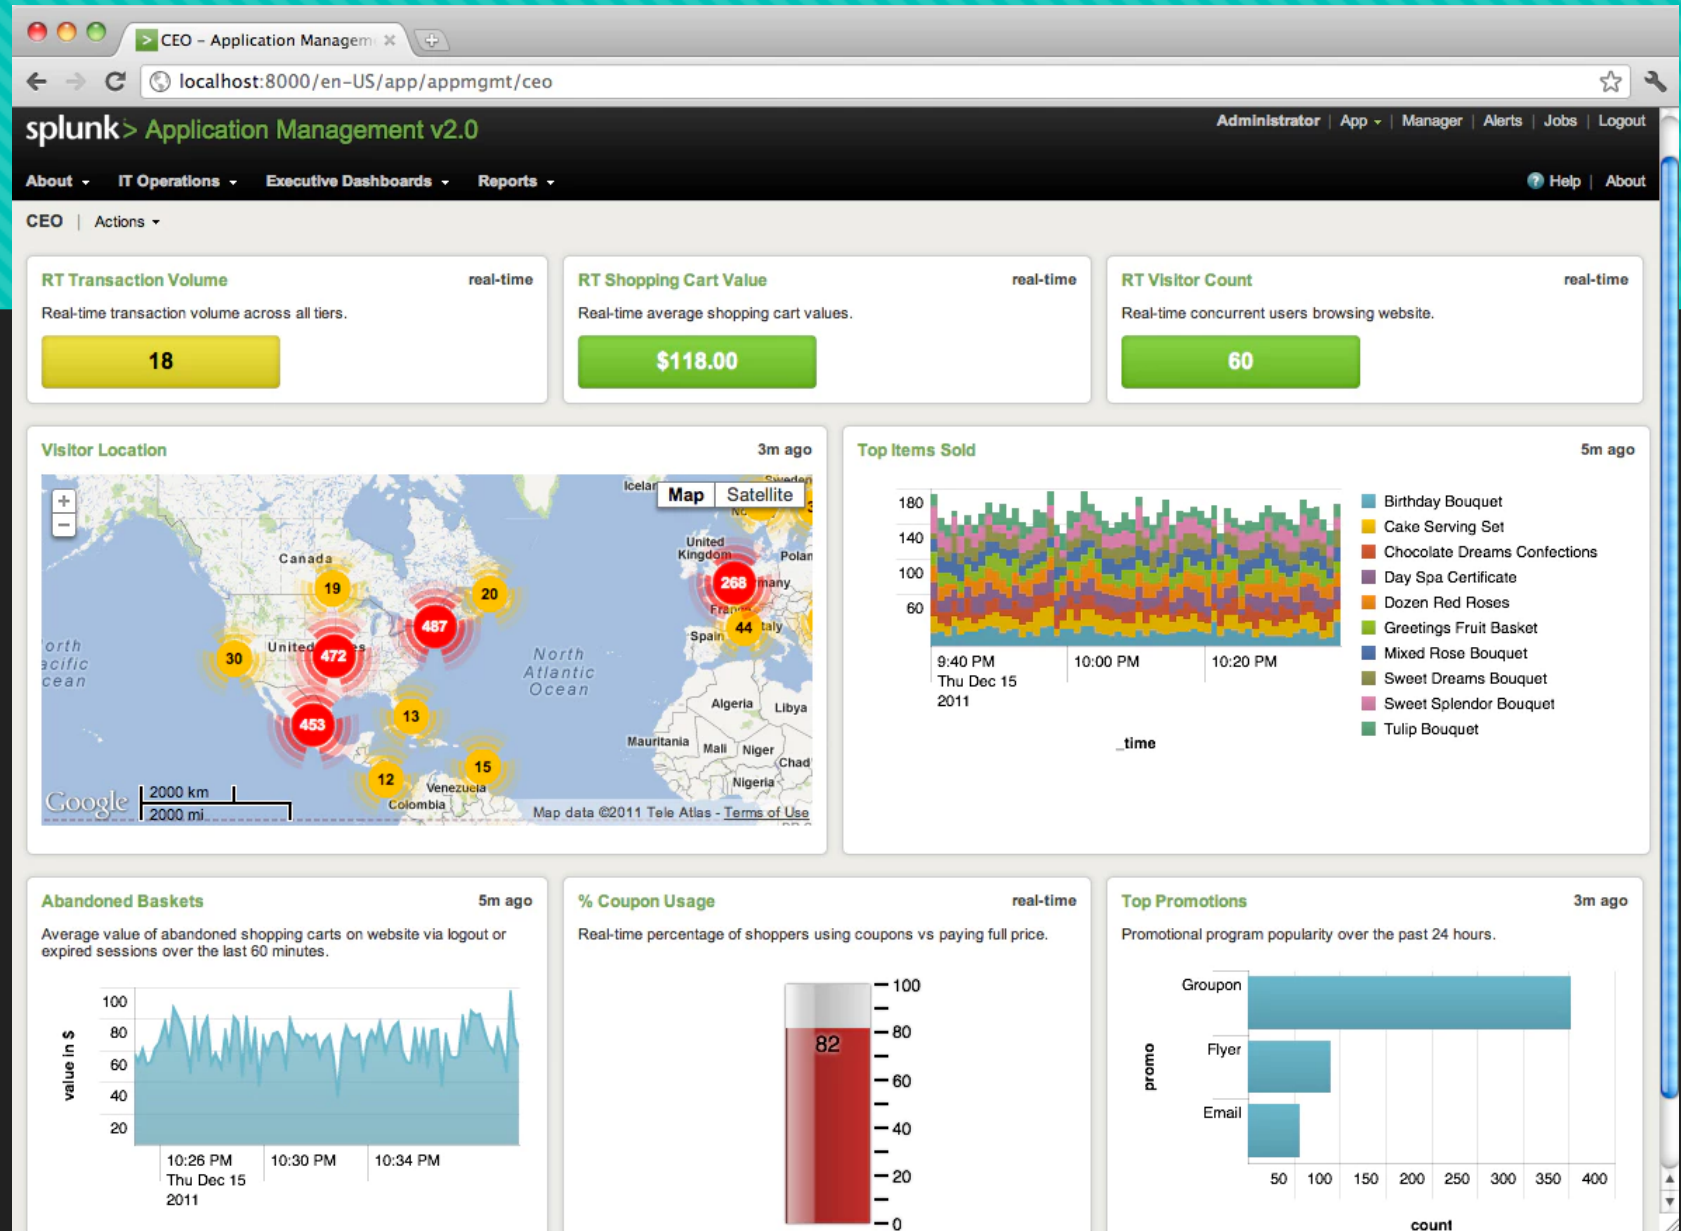 CEO – Application Managem
localhost:8000/en-US/app/appmgmt/ceo
splunk> Application Management v2.0
Administrator | App | Manager | Alerts | Jobs | Logout
About IT Operations Executive Dashboards Reports
Help | About
CEO | Actions
RT Transaction Volume real-time
Real-time transaction volume across all tiers.
18
RT Shopping Cart Value real-time
Real-time average shopping cart values.
$118.00
RT Visitor Count real-time
Real-time concurrent users browsing website.
60
Visitor Location 3m ago
+
−
Map Satellite
Canada
United
Kingdom
Polan
many
Spain
taly
North
Atlantic
Ocean
orth
acific
cean
United es
Algeria
Libya
Mauritania
Mali
Niger
Chad
Nigeria
Venezuela
Colombia
19
20
487
472
30
453
13
12
15
268
44
Google
2000 km
2000 mi
Map data ©2011 Tele Atlas - Terms of Use
Top Items Sold 5m ago
180
140
100
60
9:40 PM
Thu Dec 15
2011
10:00 PM
10:20 PM
_time
Birthday Bouquet
Cake Serving Set
Chocolate Dreams Confections
Day Spa Certificate
Dozen Red Roses
Greetings Fruit Basket
Mixed Rose Bouquet
Sweet Dreams Bouquet
Sweet Splendor Bouquet
Tulip Bouquet
Abandoned Baskets 5m ago
Average value of abandoned shopping carts on website via logout or
expired sessions over the last 60 minutes.
value in $
100
80
60
40
20
10:26 PM
Thu Dec 15
2011
10:30 PM
10:34 PM
% Coupon Usage real-time
Real-time percentage of shoppers using coupons vs paying full price.
82
100
80
60
40
20
0
Top Promotions 3m ago
Promotional program popularity over the past 24 hours.
promo
Groupon
Flyer
Email
50 100 150 200 250 300 350 400
count